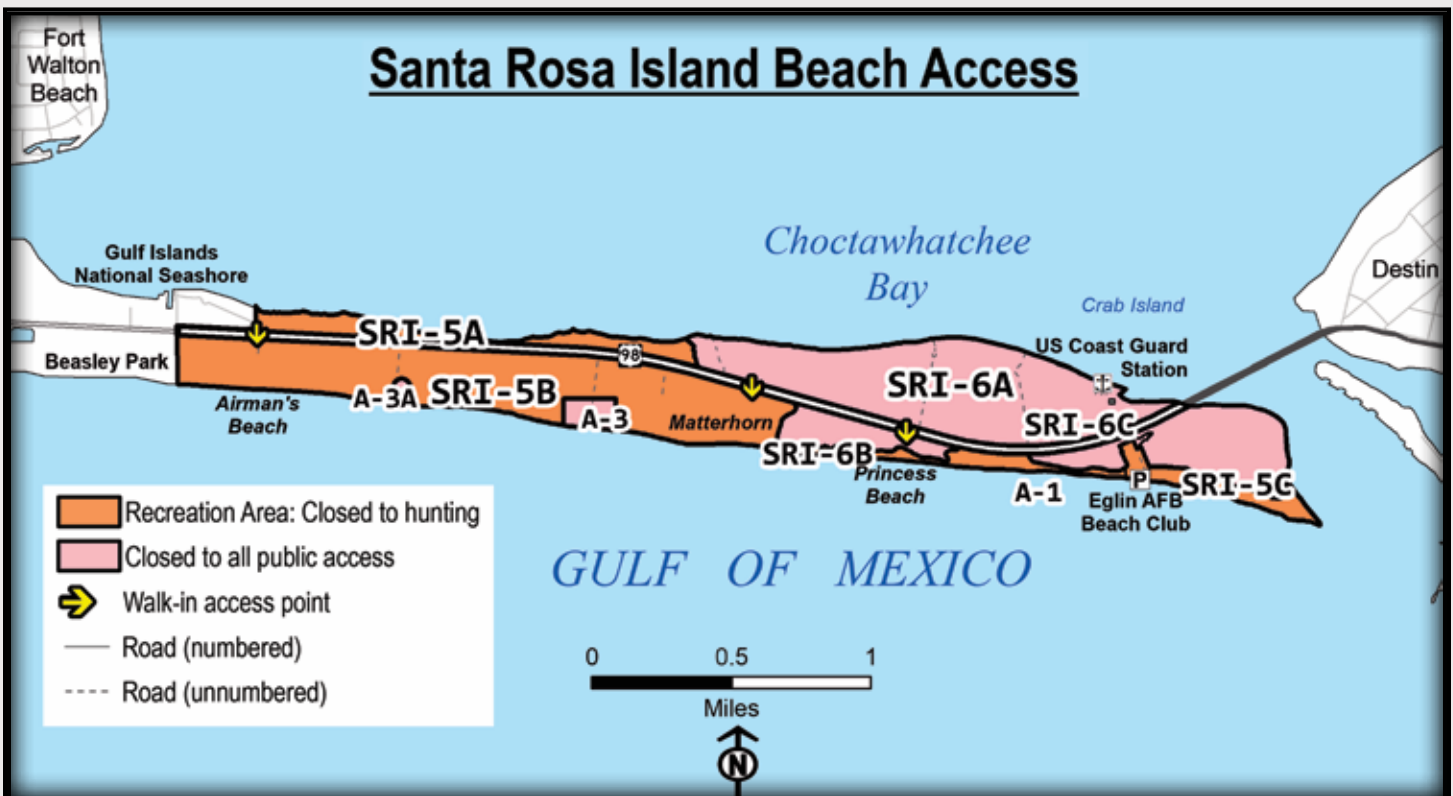 Santa Rosa Island Beach Access
Fort
Walton
Beach
Choctawhatchee
Bay
Gulf Islands
National Seashore
Destin
Crab Island
US Coast Guard
Station
SRI-5A
98
Beasley Park
SRI-6A
A-3A
SRI-5B
Airman's
Beach
A-3
Matterhorn
SRI-6C
SRI-6B
Princess
Beach
A-1
P
SRI-5C
Eglin AFB
Beach Club
GULF OF MEXICO
Recreation Area: Closed to hunting
Closed to all public access
Walk-in access point
Road (numbered)
Road (unnumbered)
0 0.5 1
Miles
N